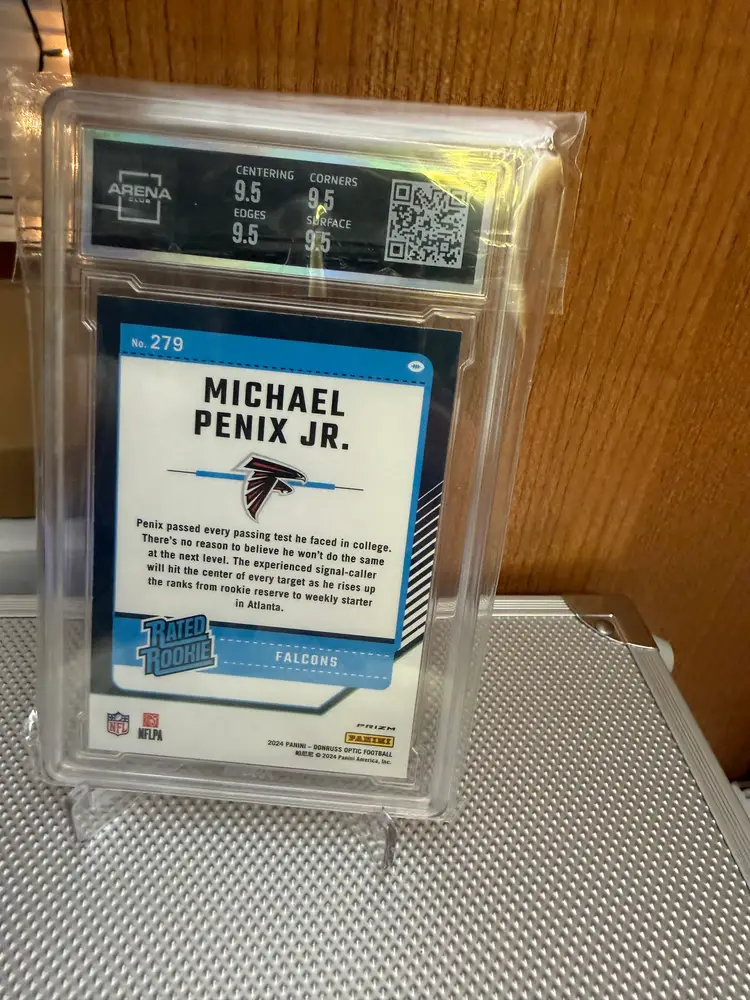 ARENA
CLUB
CENTERING CORNERS
9.5 9.5
EDGES SURFACE
9.5 9.5
No. 279
MICHAEL
PENIX JR.
Penix passed every passing test he faced in college.
There's no reason to believe he won't do the same
at the next level. The experienced signal-caller
will hit the center of every target as he rises up
the ranks from rookie reserve to weekly starter
in Atlanta.
RATED
ROOKIE
FALCONS
NFL
NFLPA
PRIZM
PANINI
2024 PANINI – DONRUSS OPTIC FOOTBALL
© 2024 Panini America, Inc.